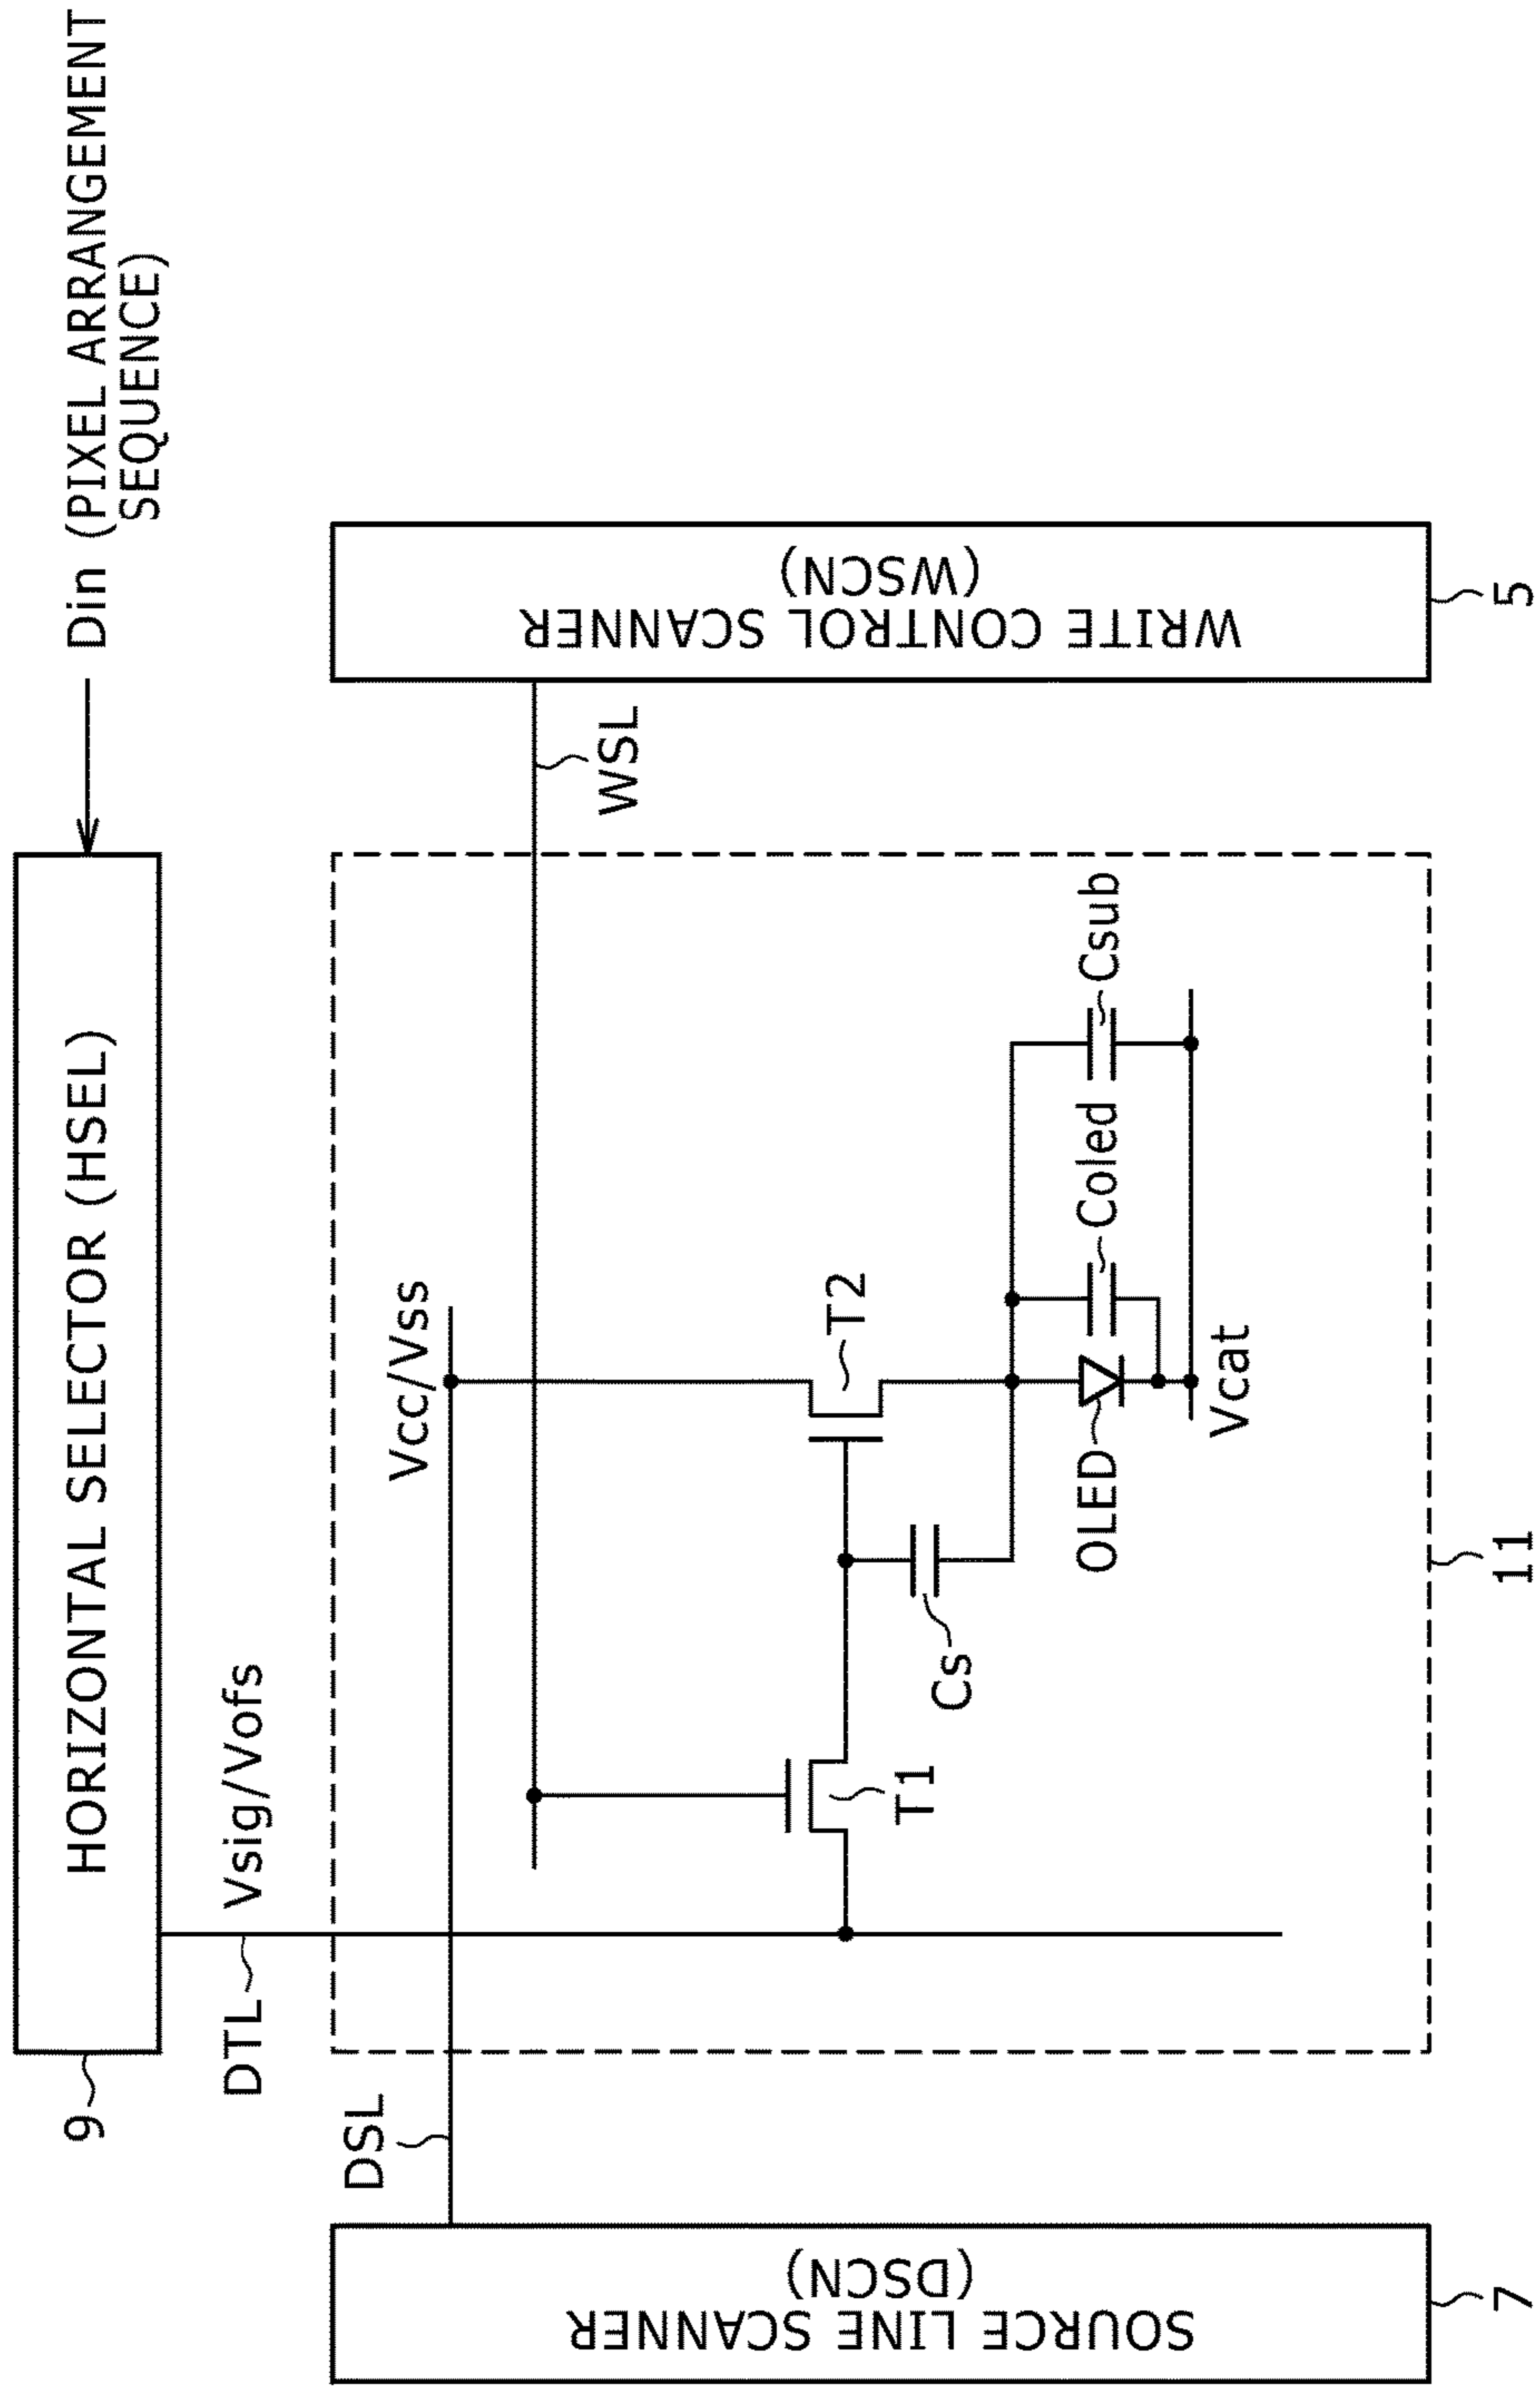 Din (PIXEL ARRANGEMENT
SEQUENCE)
9
HORIZONTAL SELECTOR (HSEL)
DTL
Vsig/Vofs
DSL
Vcc/Vss
WSL
SOURCE LINE SCANNER
(DSCN)
WRITE CONTROL SCANNER
(WSCN)
T1
T2
Cs
OLED
Coled
Csub
Vcat
7
11
5